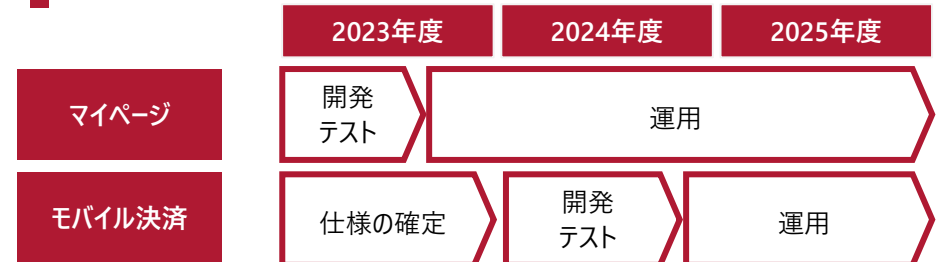 2023年度 2024年度 2025年度
マイページ
開発
テスト
運用
モバイル決済
仕様の確定
開発
テスト
運用